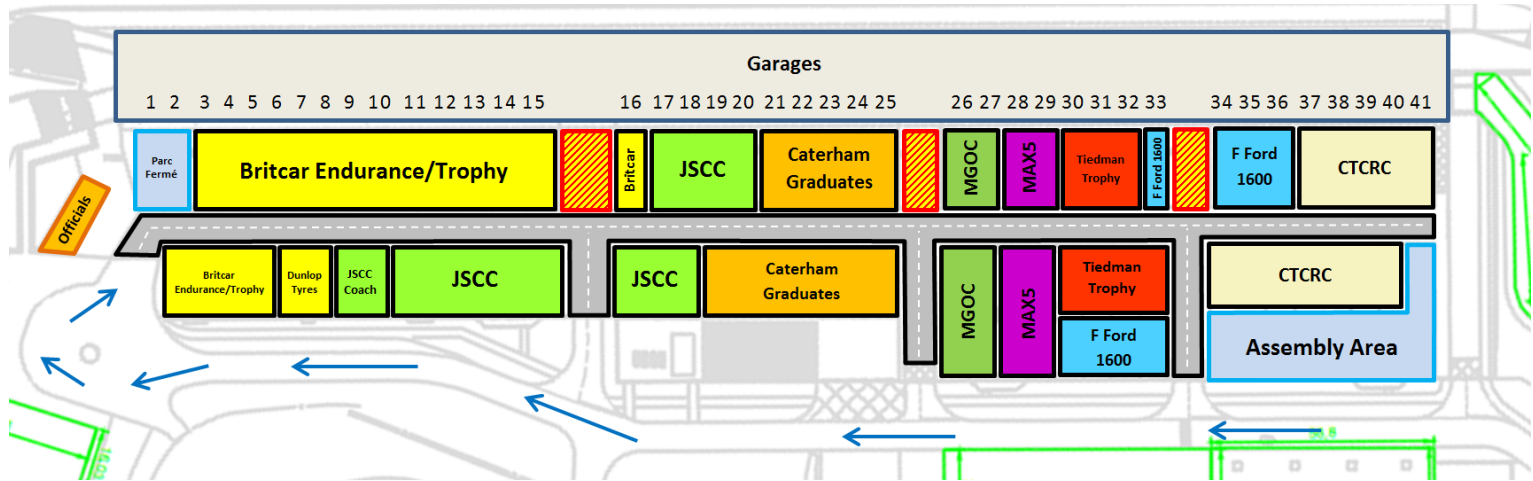 Garages
1 2 3 4 5 6 7 8 9 10 11 12 13 14 15 16 17 18 19 20 21 22 23 24 25 26 27 28 29 30 31 32 33 34 35 36 37 38 39 40 41
Parc
Fermé
Britcar Endurance/Trophy
Britcar
JSCC
Caterham
Graduates
MGOC
MAX5
Tiedman
Trophy
F Ford 1600
F Ford
1600
CTCRC
Officials
Britcar
Endurance/Trophy
Dunlop
Tyres
JSCC
Coach
JSCC
JSCC
Caterham
Graduates
MGOC
MAX5
Tiedman
Trophy
F Ford
1600
CTCRC
Assembly Area